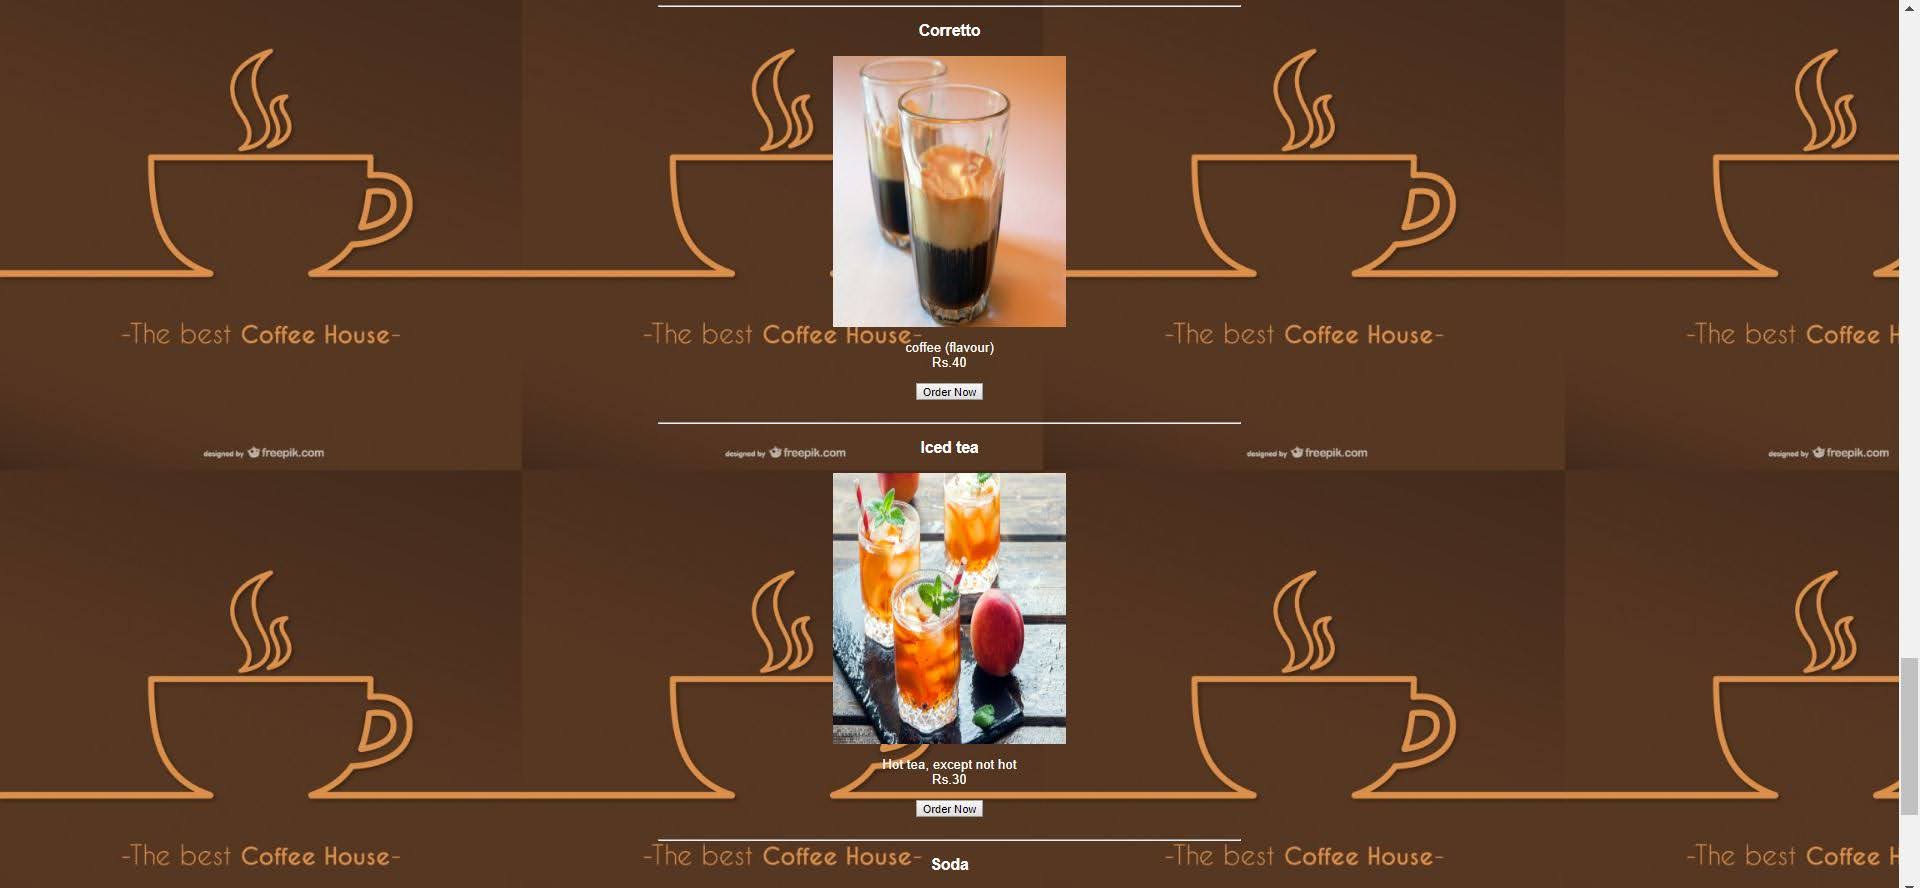 Corretto
-The best Coffee House-
-The best Coffee House-
-The best Coffee House-
-The best Coffee H
coffee (flavour)
Rs.40
Order Now
designed by freepik.com
designed by freepik.com
designed by freepik.com
designed by freepik.com
Iced tea
Hot tea, except not hot
Rs.30
Order Now
-The best Coffee House-
-The best Coffee House-
-The best Coffee House-
-The best Coffee H
Soda